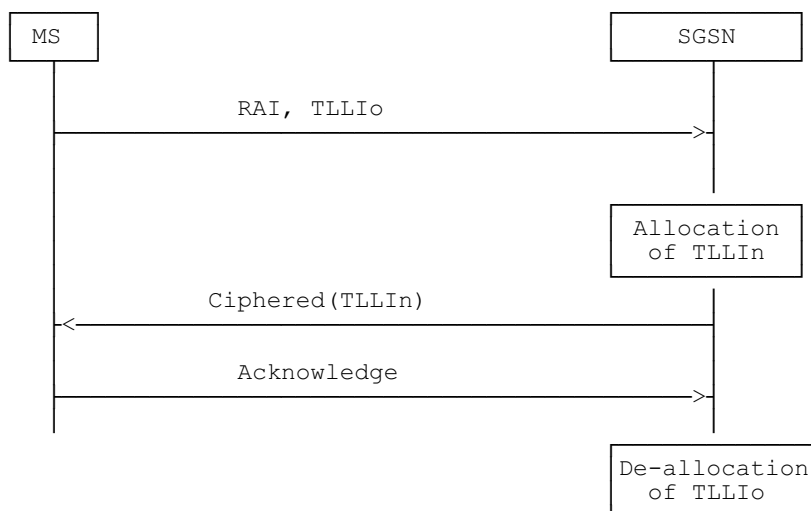 MS
SGSN
RAI, TLLIo
Allocation
of TLLIn
Ciphered(TLLIn)
Acknowledge
De-allocation
of TLLIo